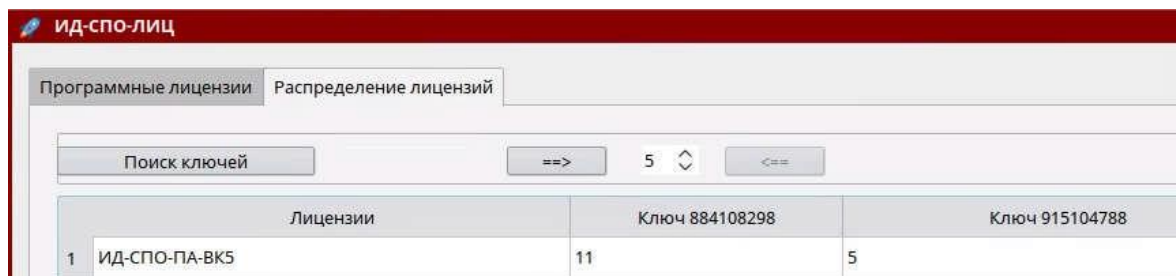 ИД-СПО-ЛИЦ
Программные лицензии Распределение лицензий
Поиск ключей ==> 5 <==
Лицензии Ключ 884108298 Ключ 915104788
1 ИД-СПО-ПА-ВК5 11 5